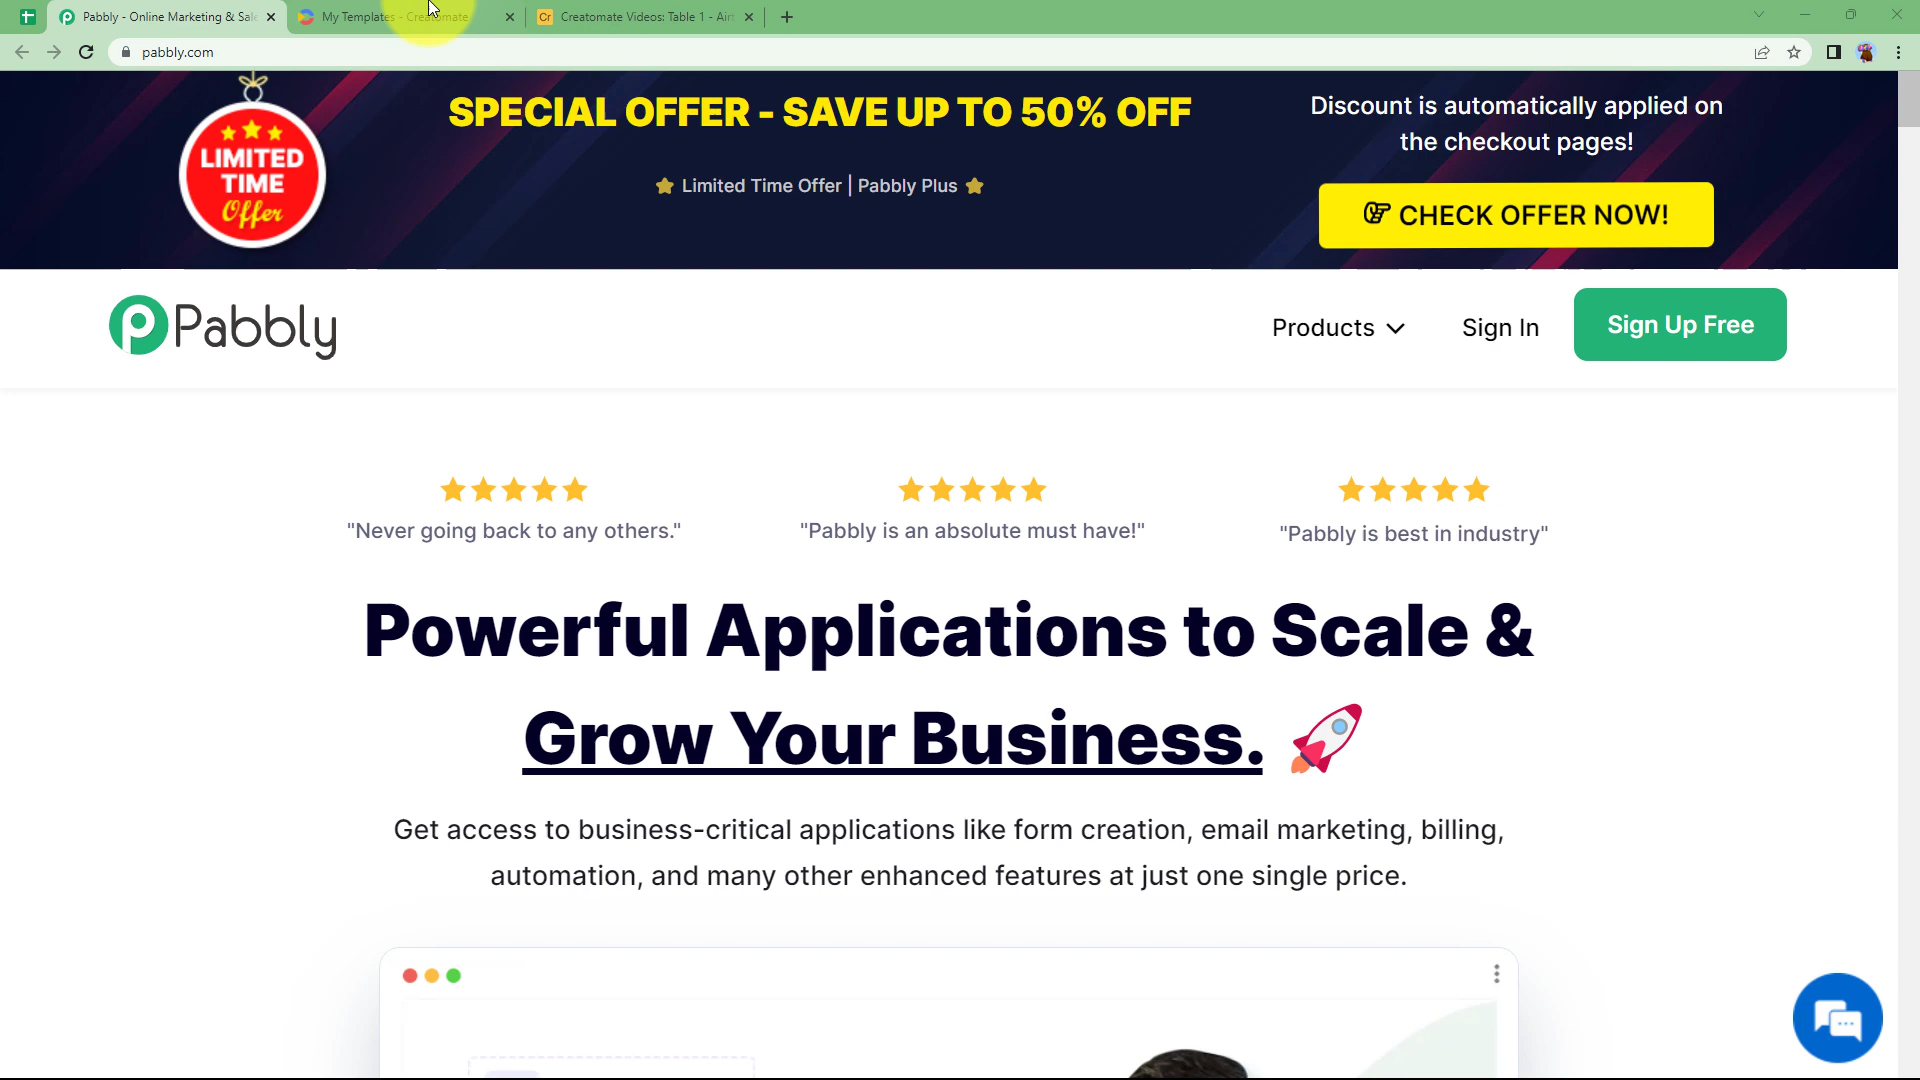 Pabbly - Online Marketing & Sale
My Templates - Creatomate
Cr Creatomate Videos: Table 1 - Airt
pabbly.com
LIMITED
TIME
Offer
SPECIAL OFFER - SAVE UP TO 50% OFF
Limited Time Offer | Pabbly Plus
Discount is automatically applied on
the checkout pages!
CHECK OFFER NOW!
Pabbly
Products
Sign In
Sign Up Free
"Never going back to any others."
"Pabbly is an absolute must have!"
"Pabbly is best in industry"
Powerful Applications to Scale &
Grow Your Business.
Get access to business-critical applications like form creation, email marketing, billing,
automation, and many other enhanced features at just one single price.